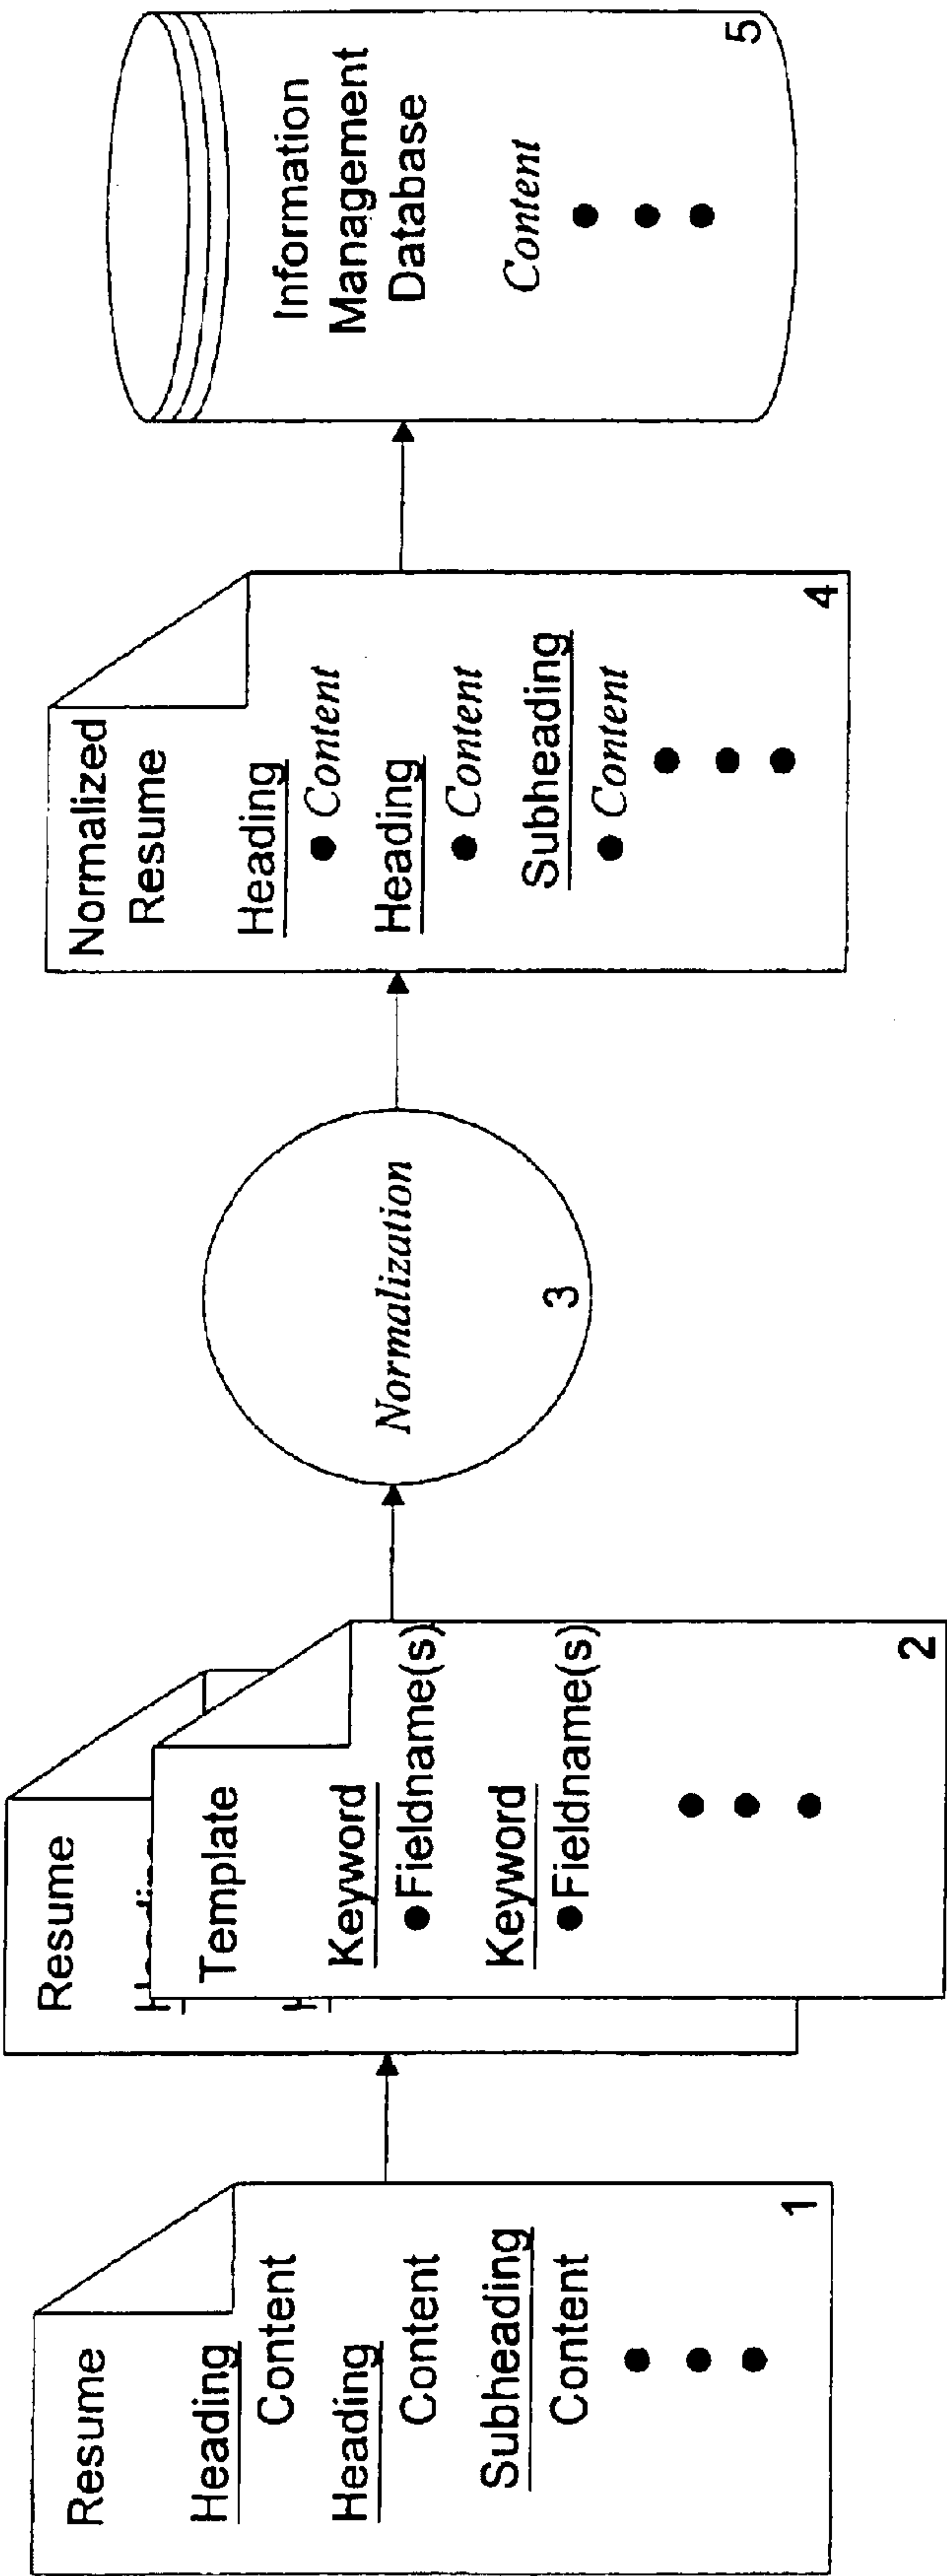 Resume
Heading
Content
Heading
Content
Subheading
Content
1
Resume
Template
Keyword
● Fieldname(s)
Keyword
● Fieldname(s)
2
Normalization
3
Normalized
Resume
Heading
● Content
Heading
● Content
Subheading
● Content
4
Information
Management
Database
Content
5